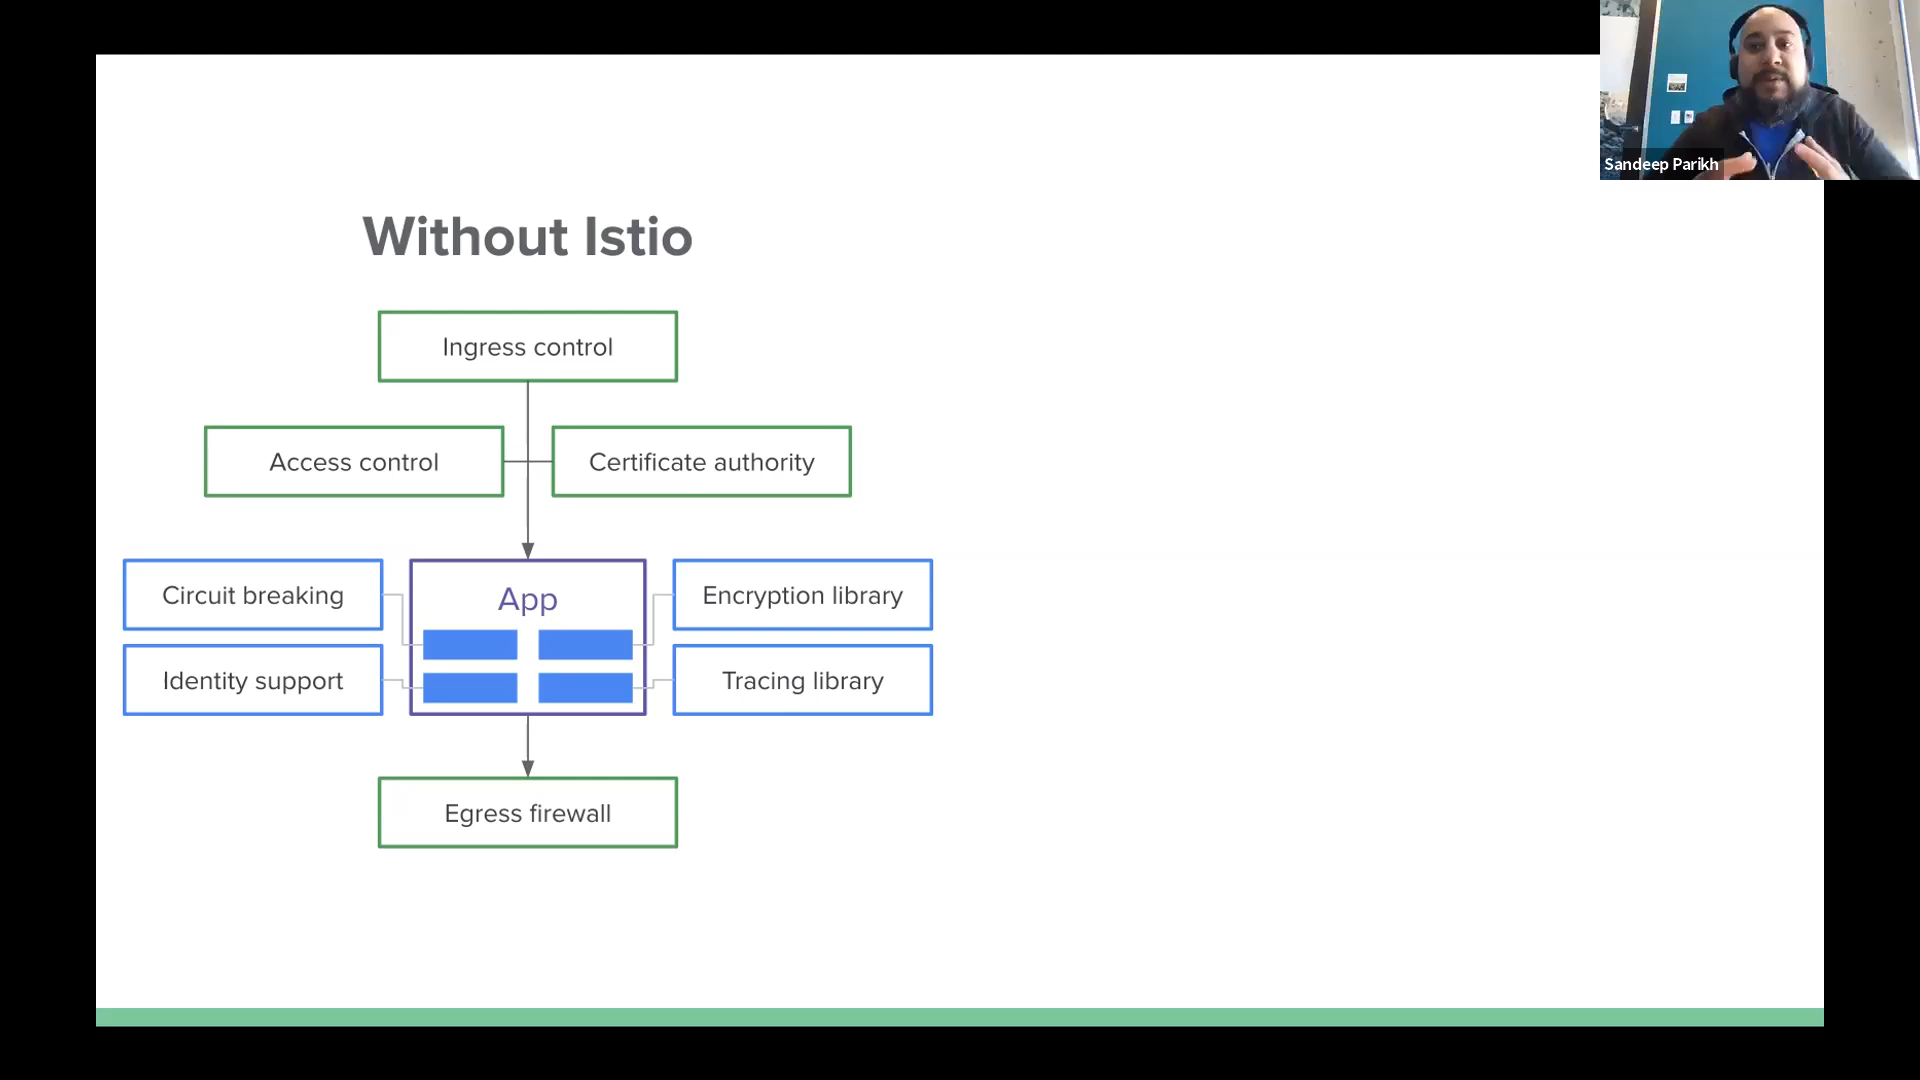 Sandeep Parikh
Without Istio
Ingress control
Access control
Certificate authority
Circuit breaking
App
Encryption library
Identity support
Tracing library
Egress firewall